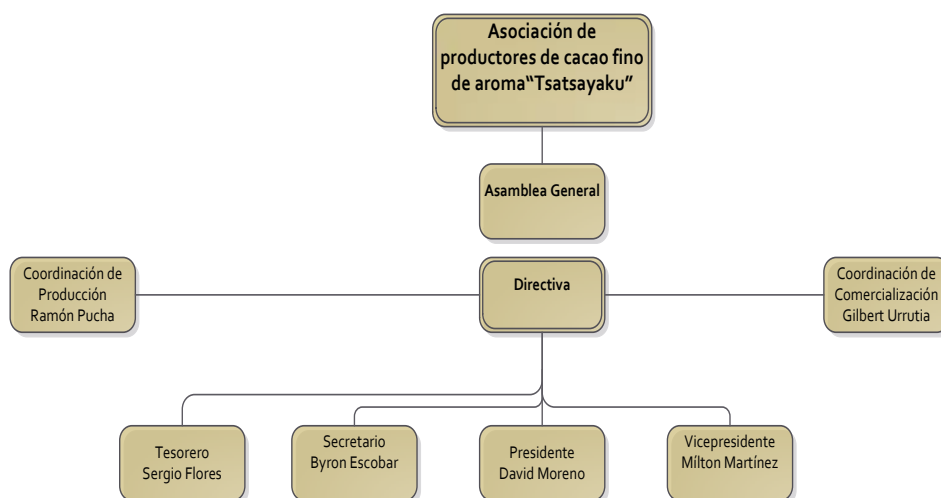 Asociación de
productores de cacao fino
de aroma“Tsatsayaku”
Asamblea General
Coordinación de
Producción
Ramón Pucha
Directiva
Coordinación de
Comercialización
Gilbert Urrutia
Tesorero
Sergio Flores
Secretario
Byron Escobar
Presidente
David Moreno
Vicepresidente
Mílton Martínez